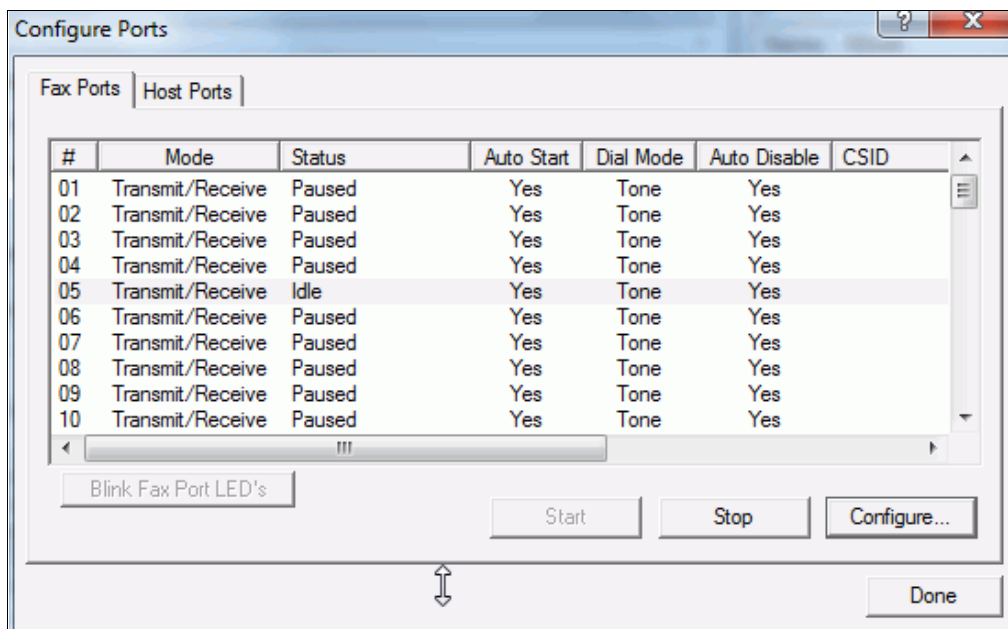 Configure Ports
Fax Ports Host Ports
# Mode Status Auto Start Dial Mode Auto Disable CSID
01 Transmit/Receive Paused Yes Tone Yes
02 Transmit/Receive Paused Yes Tone Yes
03 Transmit/Receive Paused Yes Tone Yes
04 Transmit/Receive Paused Yes Tone Yes
05 Transmit/Receive Idle Yes Tone Yes
06 Transmit/Receive Paused Yes Tone Yes
07 Transmit/Receive Paused Yes Tone Yes
08 Transmit/Receive Paused Yes Tone Yes
09 Transmit/Receive Paused Yes Tone Yes
10 Transmit/Receive Paused Yes Tone Yes
Blink Fax Port LED's
Start Stop Configure...
Done